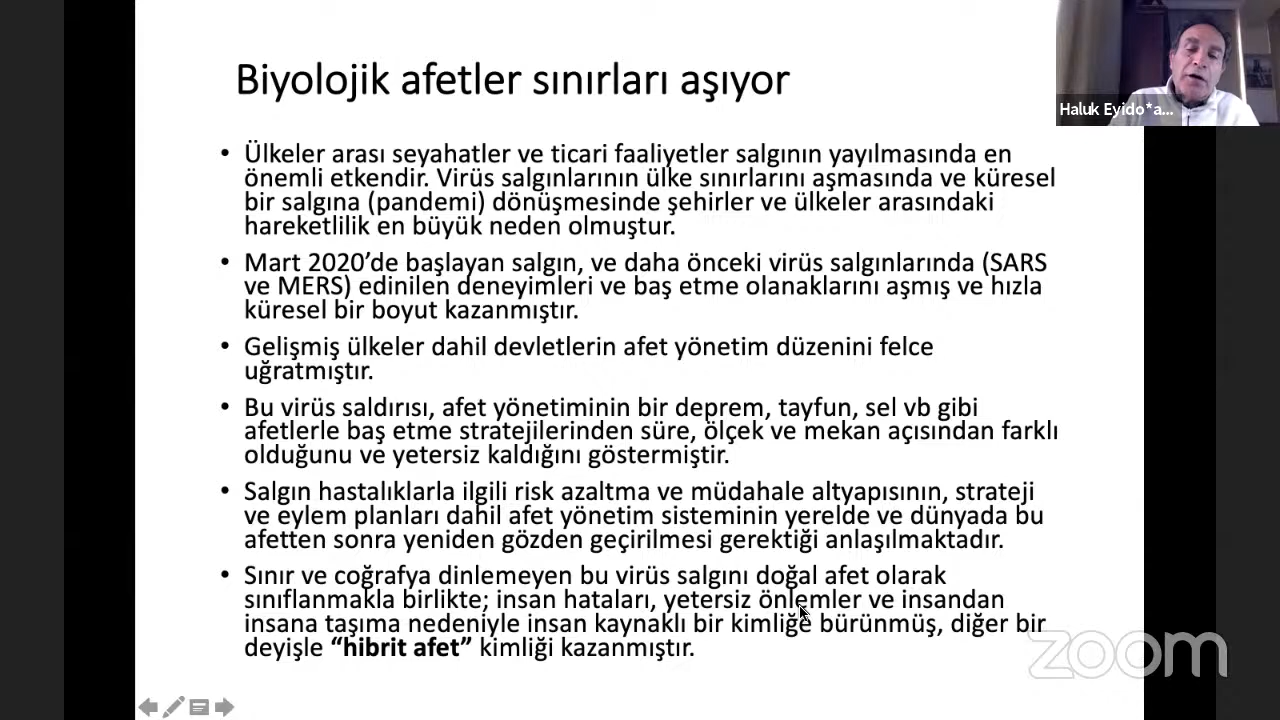 Biyolojik afetler sınırları aşıyor
Haluk Eyido*a...
• Ülkeler arası seyahatler ve ticari faaliyetler salgının yayılmasında en
önemli etkendir. Virüs salgınlarının ülke sınırlarını aşmasında ve küresel
bir salgına (pandemi) dönüşmesinde şehirler ve ülkeler arasındaki
hareketlilik en büyük neden olmuştur.
• Mart 2020’de başlayan salgın, ve daha önceki virüs salgınlarında (SARS
ve MERS) edinilen deneyimleri ve baş etme olanaklarını aşmış ve hızla
küresel bir boyut kazanmıştır.
• Gelişmiş ülkeler dahil devletlerin afet yönetim düzenini felce
uğratmıştır.
• Bu virüs saldırısı, afet yönetiminin bir deprem, tayfun, sel vb gibi
afetlerle baş etme stratejilerinden süre, ölçek ve mekan açısından farklı
olduğunu ve yetersiz kaldığını göstermiştir.
• Salgın hastalıklarla ilgili risk azaltma ve müdahale altyapısının, strateji
ve eylem planları dahil afet yönetim sisteminin yerelde ve dünyada bu
afetten sonra yeniden gözden geçirilmesi gerektiği anlaşılmaktadır.
• Sınır ve coğrafya dinlemeyen bu virüs salgını doğal afet olarak
sınıflanmakla birlikte; insan hataları, yetersiz önlemler ve insandan
insana taşıma nedeniyle insan kaynaklı bir kimliğe bürünmüş, diğer bir
deyişle “hibrit afet” kimliği kazanmıştır.
zoom